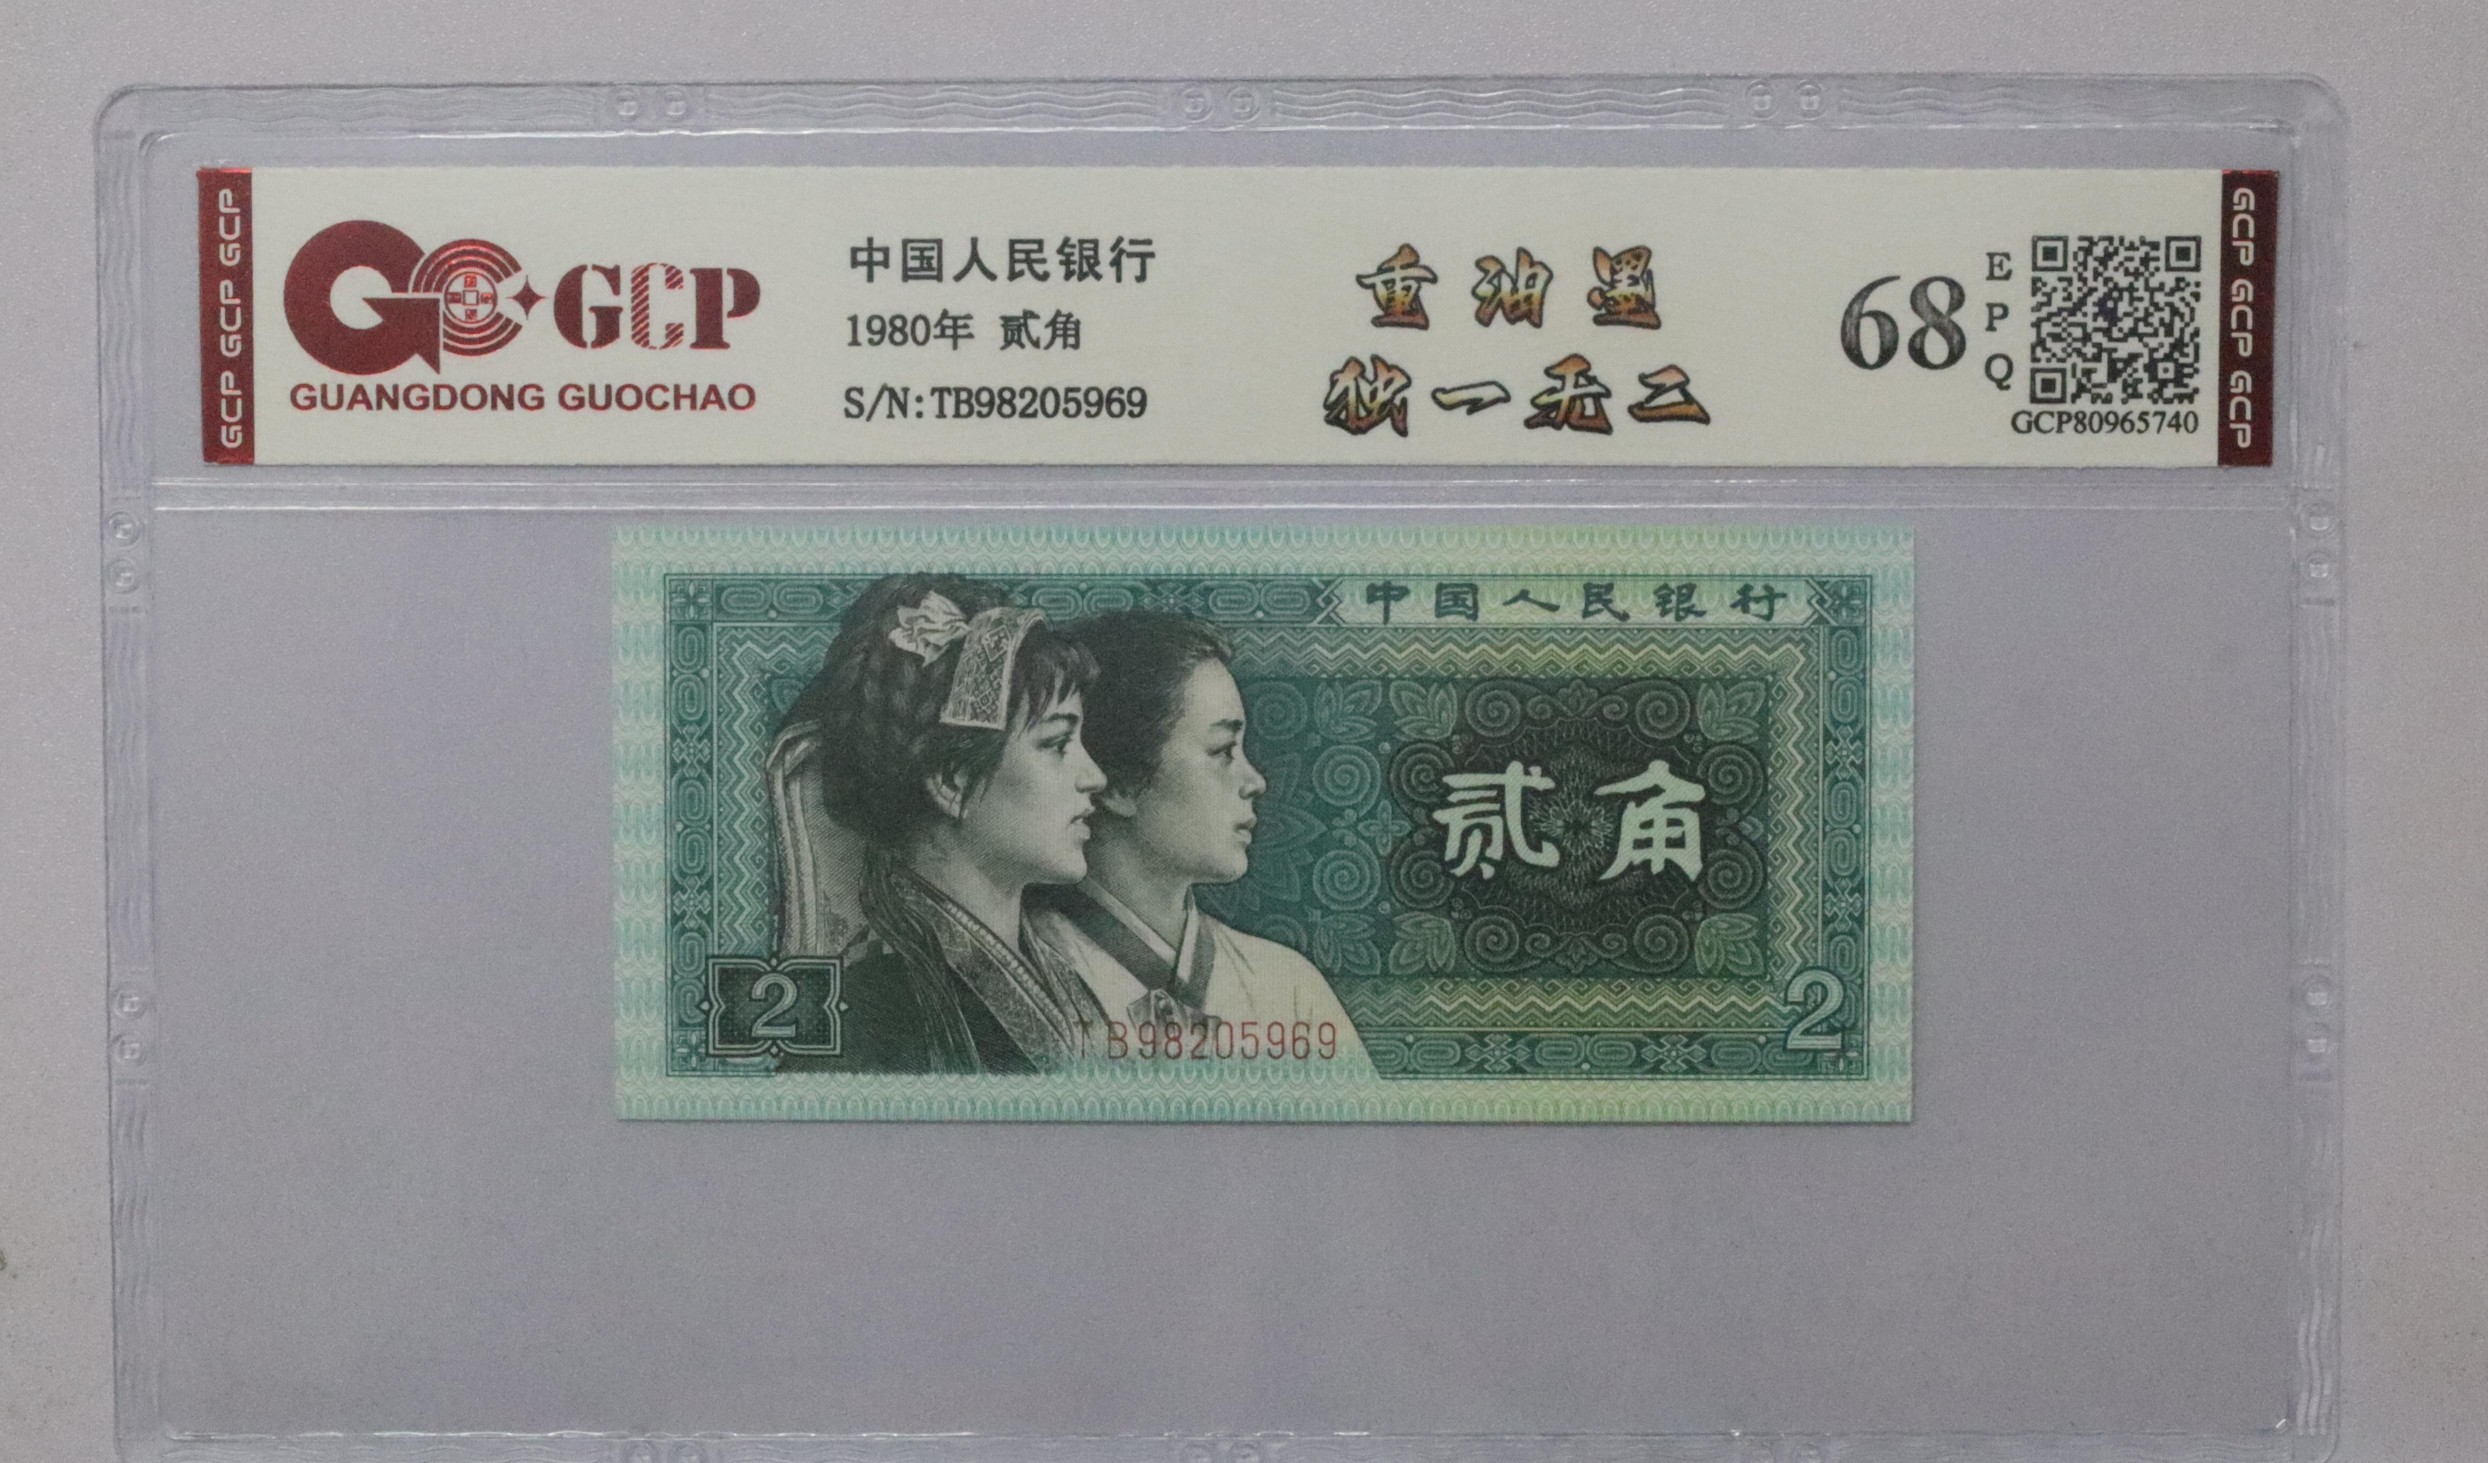 GCP GCP GCP
GCP
GUANGDONG GUOCHAO
中国人民银行
1980年 贰角
S/N:TB98205969
重油墨
独一无二
68
EPQ
GCP80965740
GCP GCP GCP
中国人民银行
贰角
2
TB98205969
2